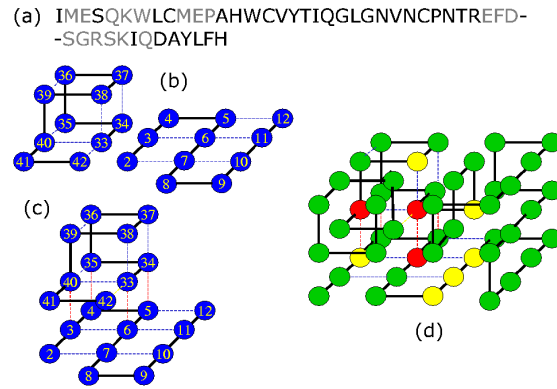 (a) IMESQKWLCMEPAHWCVYTIQGLGNVNCPNTREFD-
-SGRSKIQDAYLFH
(b)
36 37
39 38
35 34
40 33
41 42
4 5 12
3 6 11
2 7 10
8 9
(c)
36 37
39 38
35 34
40 33
41 42
4 5 12
3 6 11
2 7 10
8 9
(d)